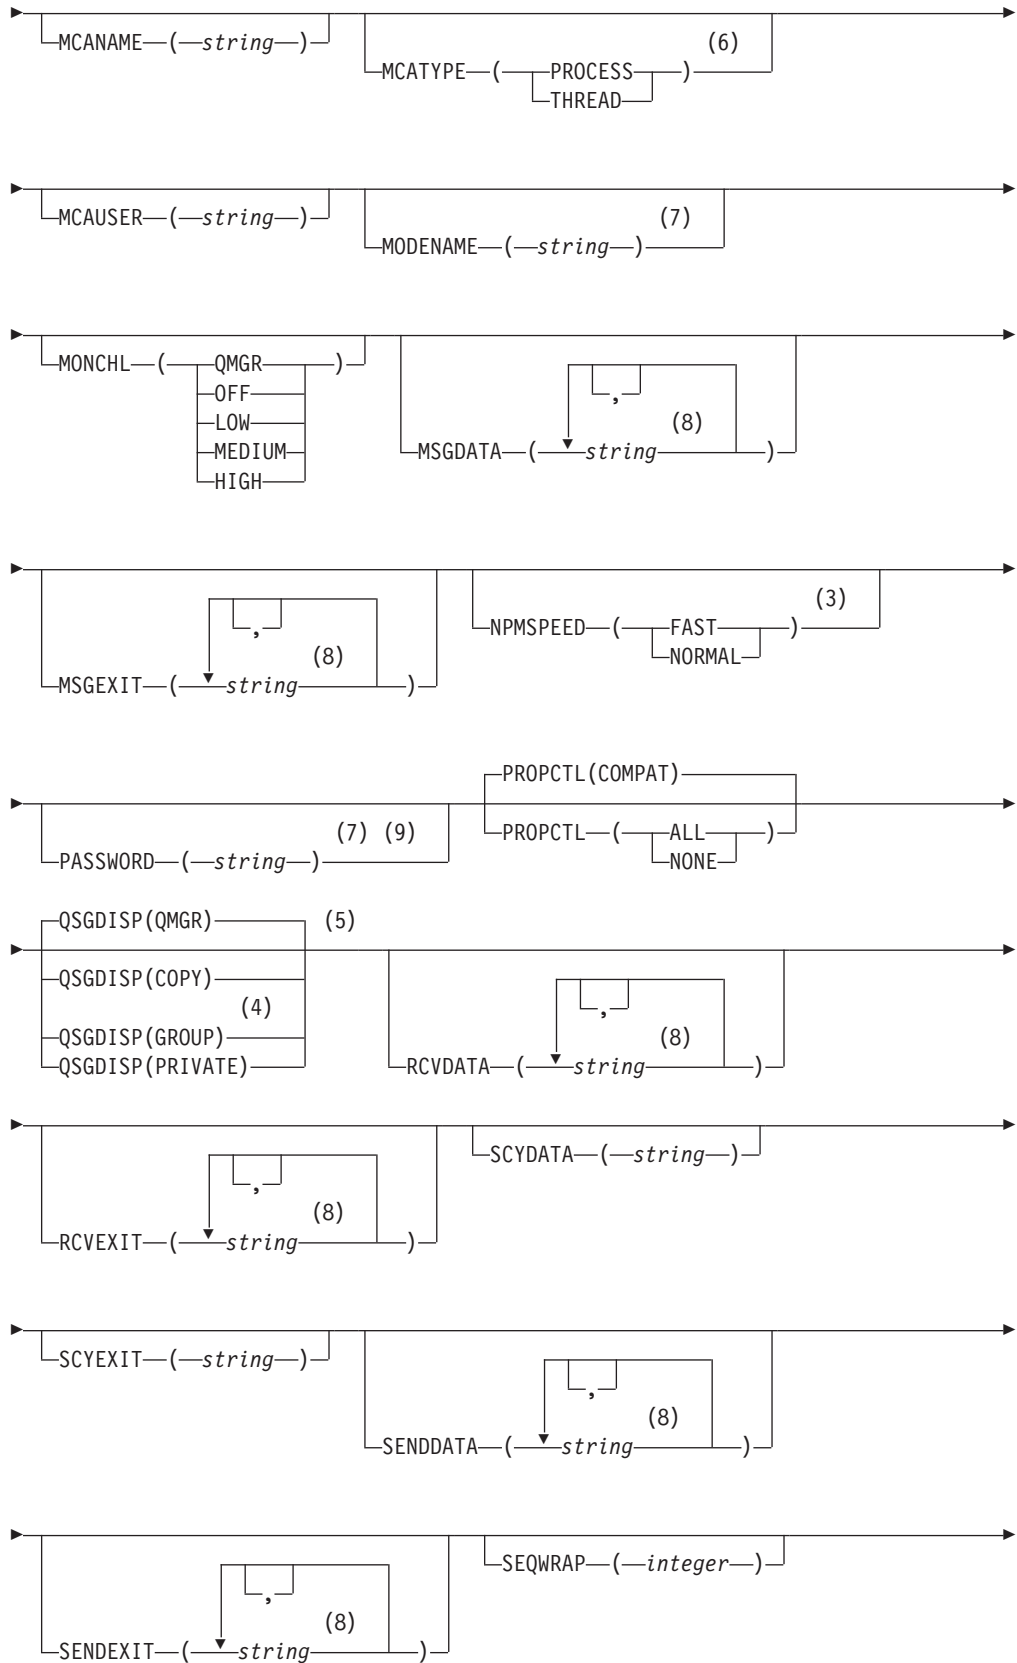 MCANAME ( string ) MCATYPE ( PROCESS ) (6)
THREAD
MCAUSER ( string ) MODENAME ( string ) (7)
MONCHL ( QMGR )
OFF
LOW
MEDIUM
HIGH
,
(8)
MSGDATA ( string )
,
(8)
MSGEXIT ( string )
(3)
NPMSPEED ( FAST )
NORMAL
(7) (9)
PASSWORD ( string )
PROPCTL(COMPAT)
PROPCTL ( ALL )
NONE
QSGDISP(QMGR) (5)
QSGDISP(COPY)
(4)
QSGDISP(GROUP)
QSGDISP(PRIVATE)
,
(8)
RCVDATA ( string )
,
(8)
RCVEXIT ( string )
SCYDATA ( string )
SCYEXIT ( string )
,
(8)
SENDDATA ( string )
,
(8)
SENDEXIT ( string )
SEQWRAP ( integer )